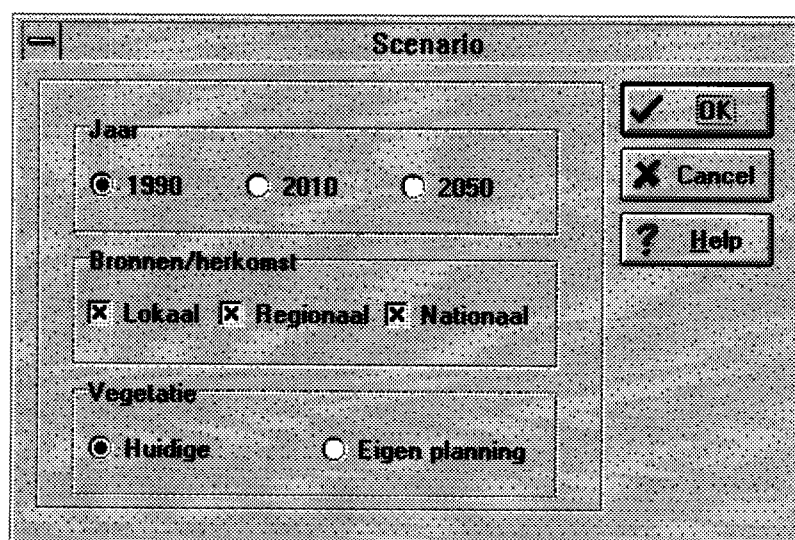 Scenario
Jaar
1990 2010 2050
Bronnen/herkomst
Lokaal Regionaal Nationaal
Vegetatie
Huidige Eigen planning
OK
Cancel
? Help